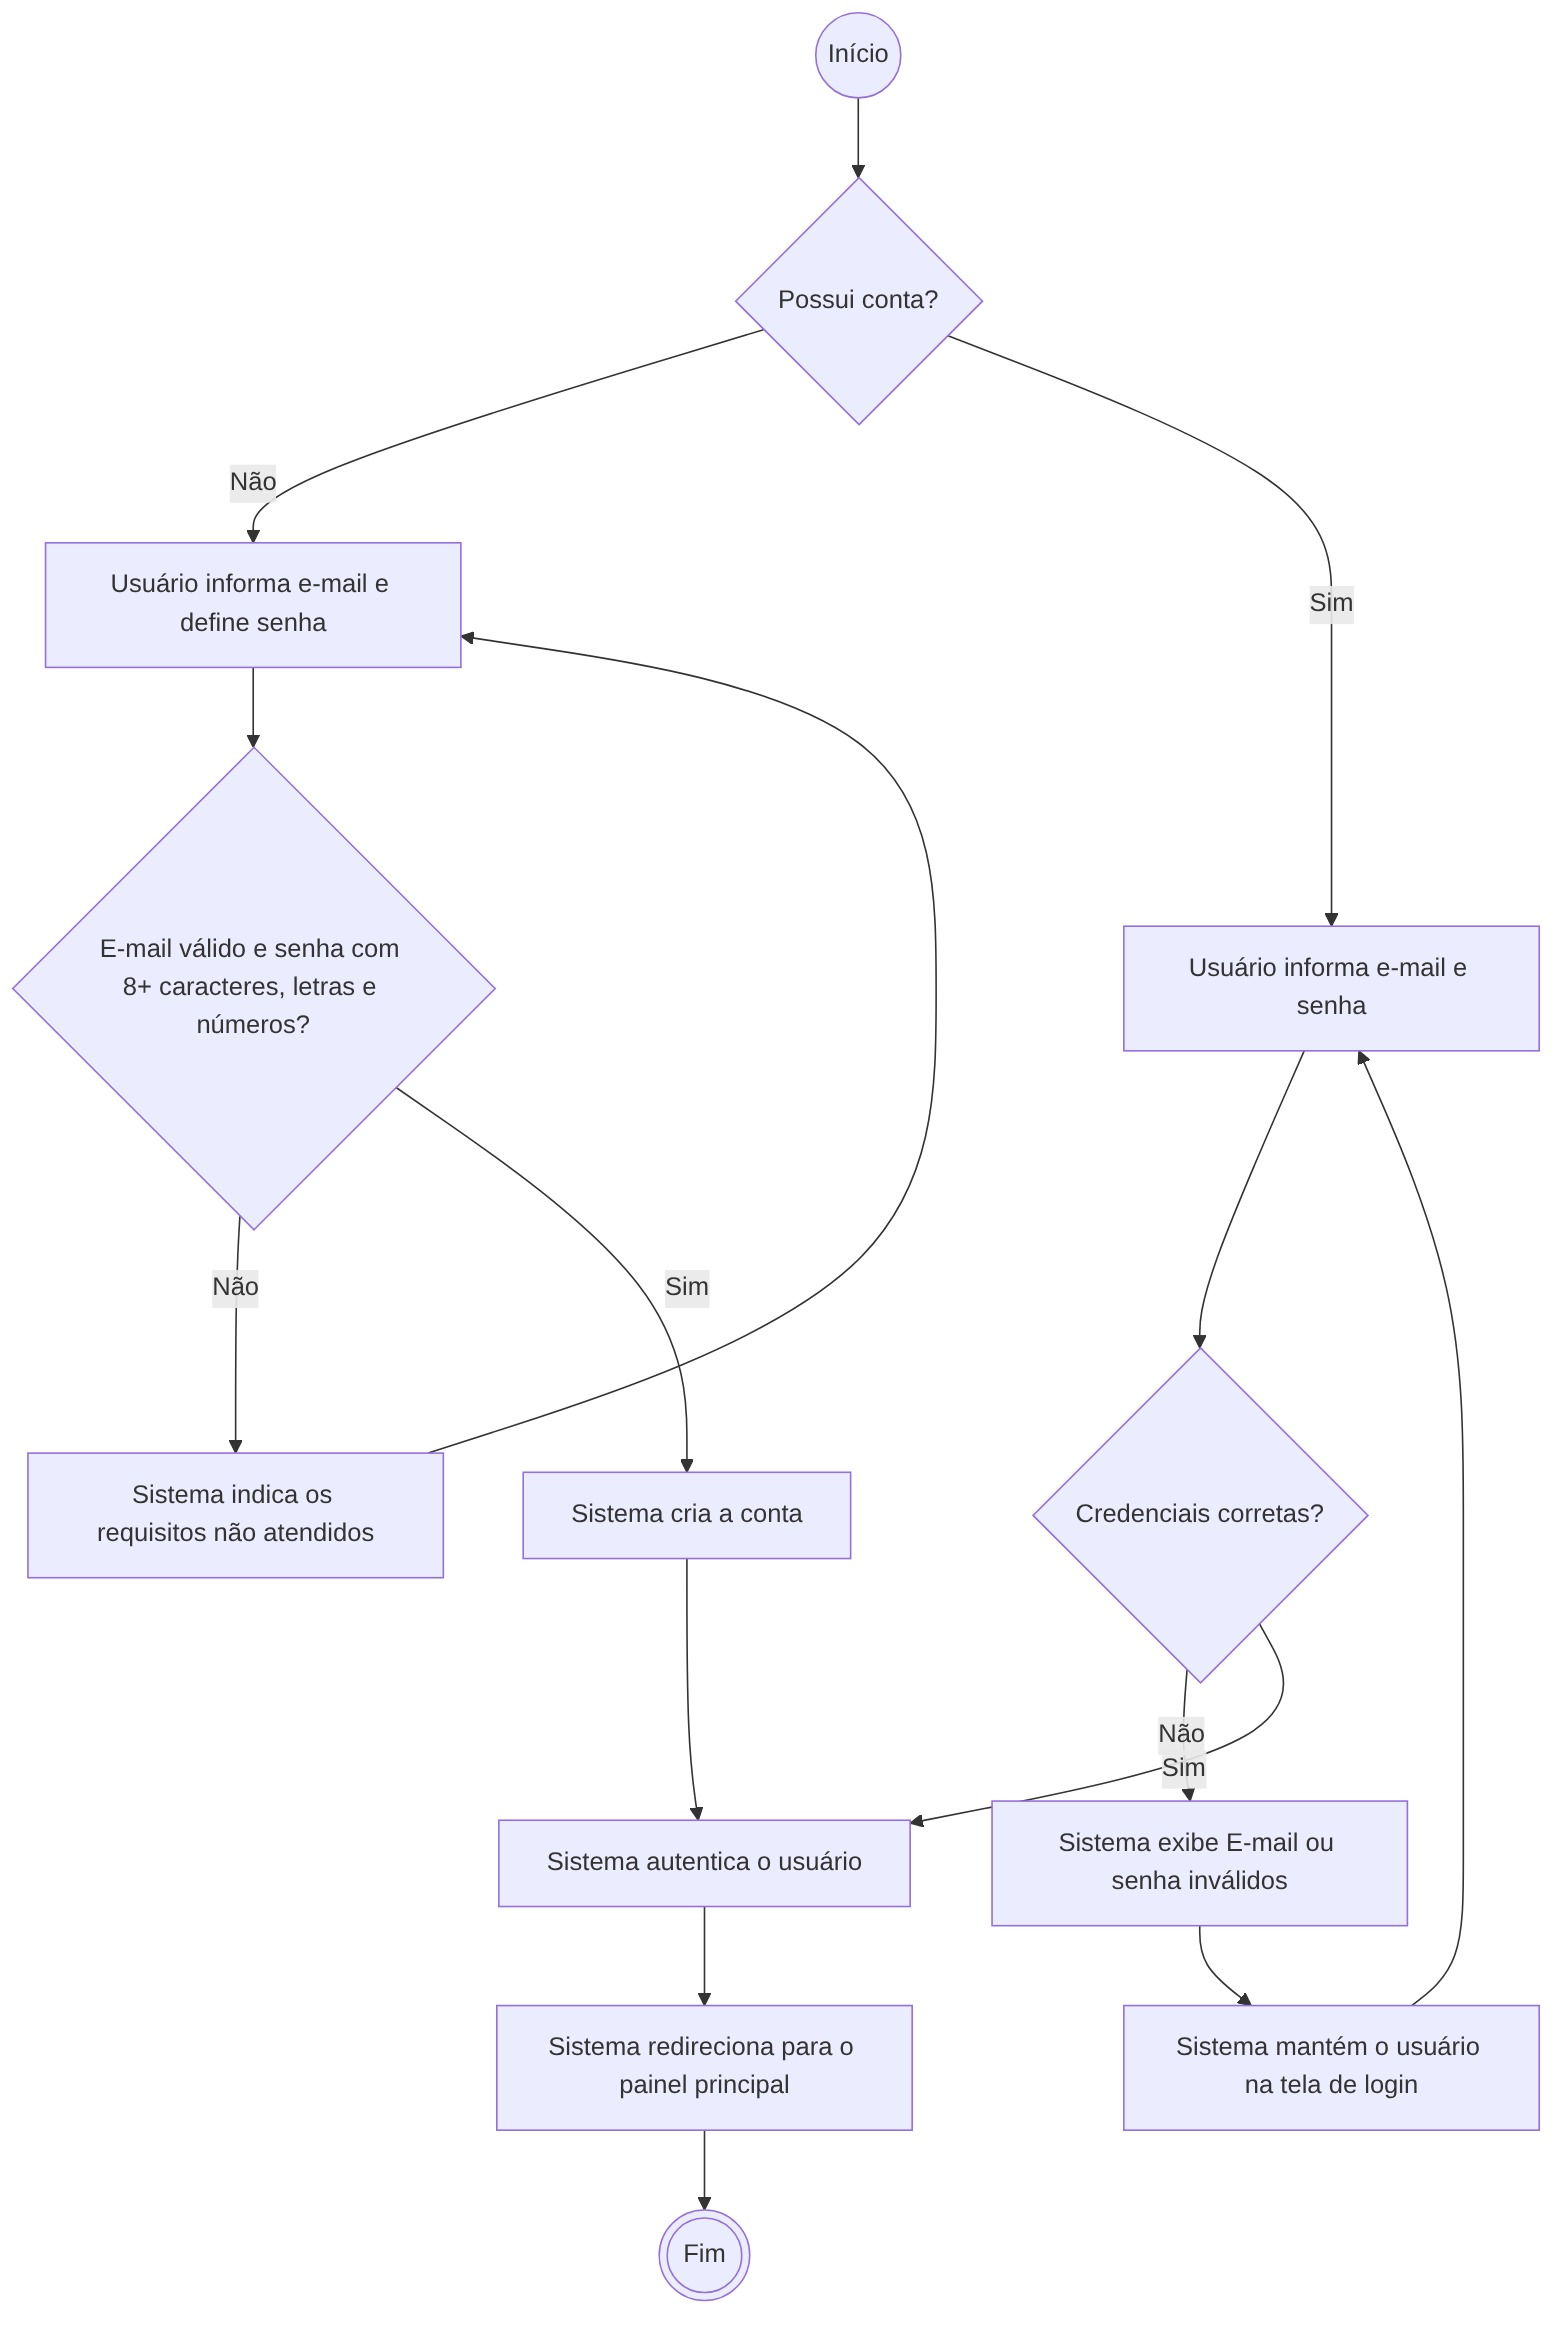 Início
Possui conta?
Não
Usuário informa e-mail e
define senha
Sim
E-mail válido e senha com
8+ caracteres, letras e
números?
Usuário informa e-mail e
senha
Não
Sim
Sistema indica os
requisitos não atendidos
Sistema cria a conta
Credenciais corretas?
Não
Sim
Sistema autentica o usuário
Sistema exibe E-mail ou
senha inválidos
Sistema redireciona para o
painel principal
Sistema mantém o usuário
na tela de login
Fim